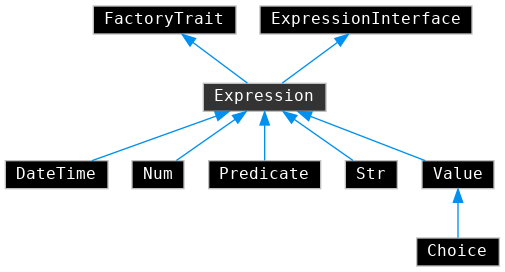 FactoryTrait
ExpressionInterface
Expression
DateTime
Num
Predicate
Str
Value
Choice